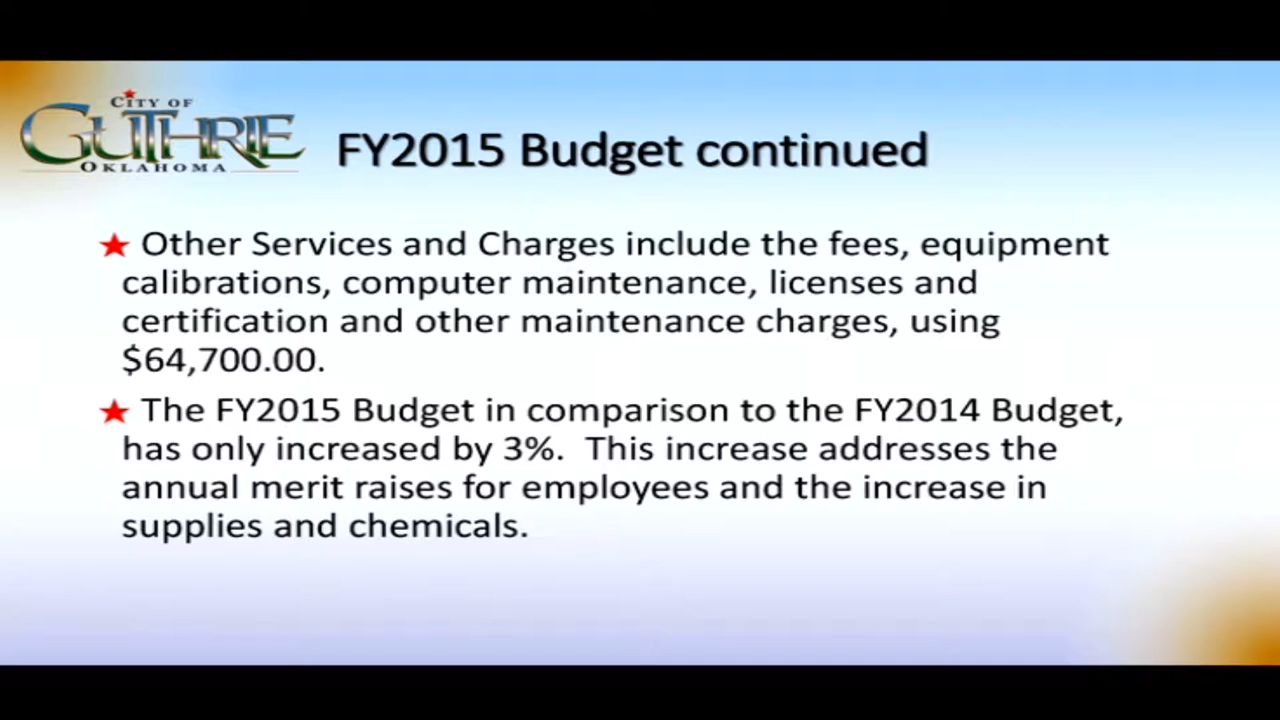 CITY OF
GUTHRIE
OKLAHOMA
FY2015 Budget continued
Other Services and Charges include the fees, equipment
calibrations, computer maintenance, licenses and
certification and other maintenance charges, using
$64,700.00.
The FY2015 Budget in comparison to the FY2014 Budget,
has only increased by 3%.  This increase addresses the
annual merit raises for employees and the increase in
supplies and chemicals.